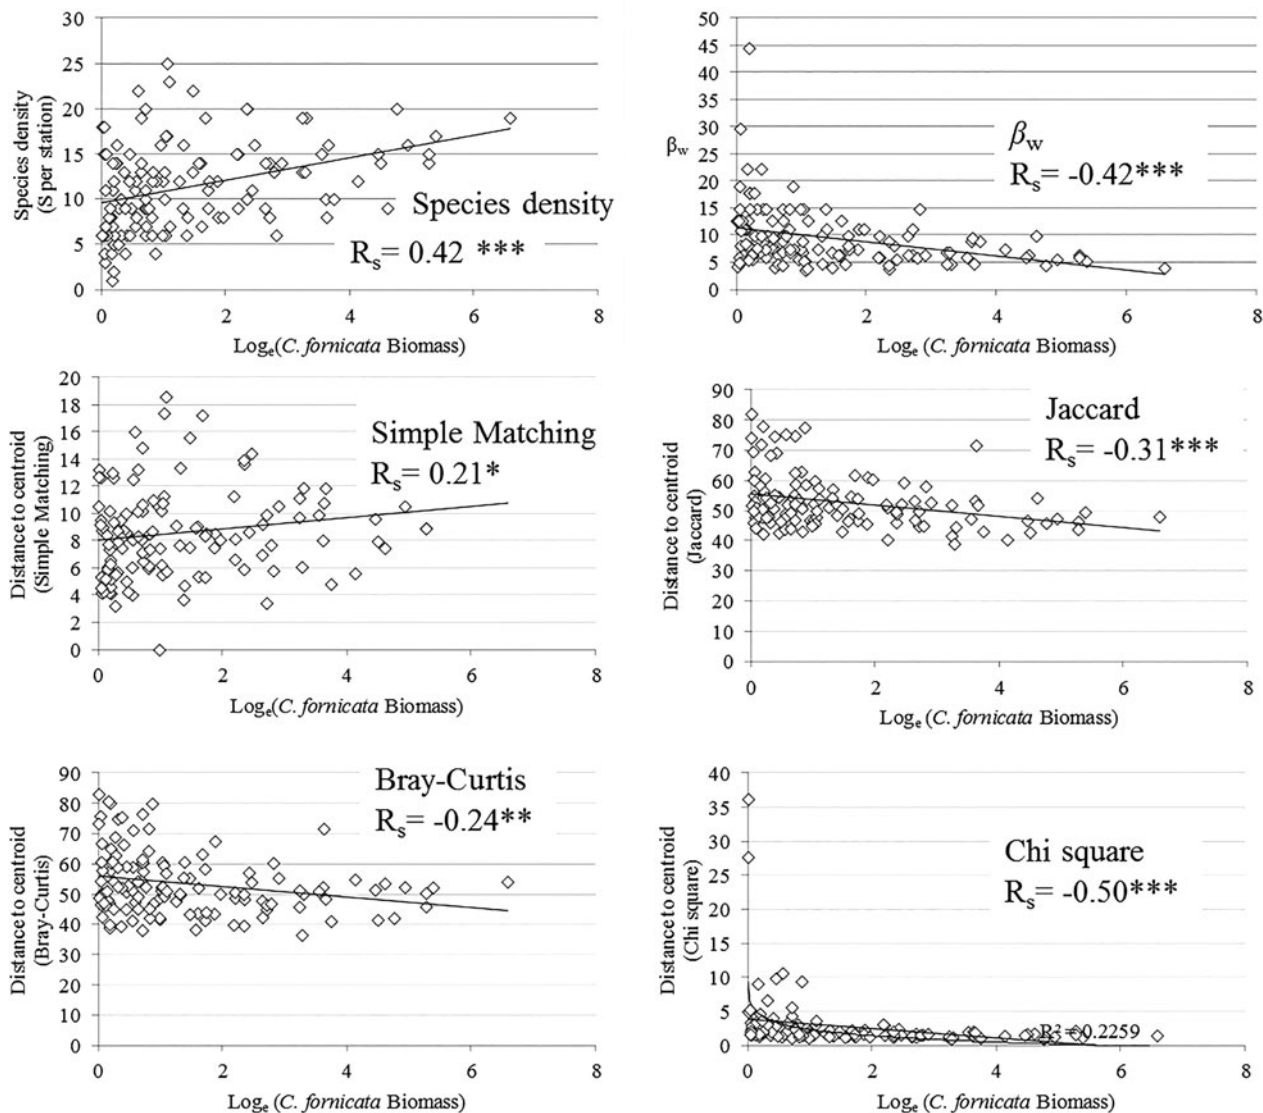 30
25
20
15
10
5
0
Species density
(S per station)
Species density
Rs= 0.42 ***
0 2 4 6 8
Loge(C. fornicata Biomass)
50
45
40
35
30
25
20
15
10
5
0
βw
βw
Rs= -0.42***
0 2 4 6 8
Loge (C. fornicata Biomass)
20
18
16
14
12
10
8
6
4
2
0
Distance to centroid
(Simple Matching)
Simple Matching
Rs= 0.21*
0 2 4 6 8
Loge(C. fornicata Biomass)
90
80
70
60
50
40
30
20
10
0
Distance to centroid
(Jaccard)
Jaccard
Rs= -0.31***
0 2 4 6 8
Loge (C. fornicata Biomass)
90
80
70
60
50
40
30
20
10
0
Distance to centroid
(Bray-Curtis)
Bray-Curtis
Rs= -0.24**
0 2 4 6 8
Loge (C. fornicata Biomass)
40
35
30
25
20
15
10
5
0
Distance to centroid
(Chi square)
Chi square
Rs= -0.50***
R² = 0.2259
0 2 4 6 8
Loge (C. fornicata Biomass)